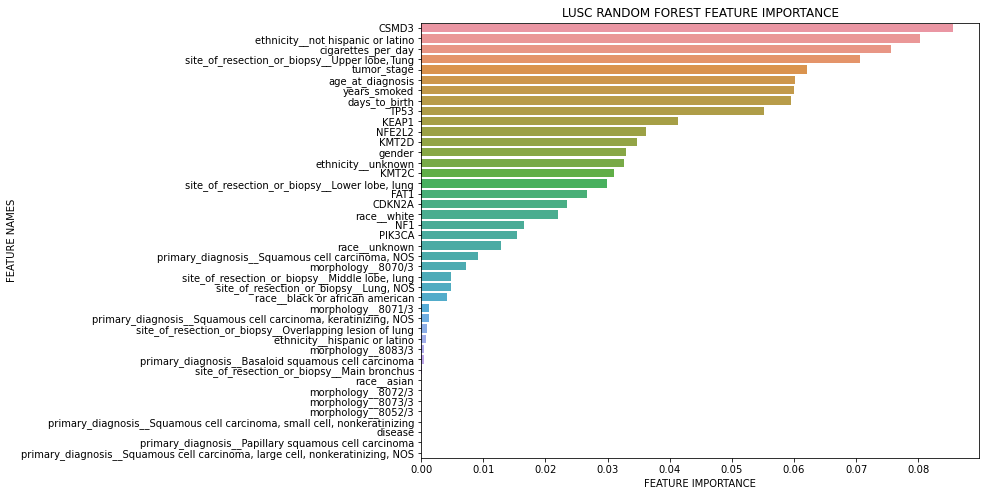 LUSC RANDOM FOREST FEATURE IMPORTANCE
FEATURE NAMES
CSMD3
ethnicity__not hispanic or latino
cigarettes_per_day
site_of_resection_or_biopsy__Upper lobe, lung
tumor_stage
age_at_diagnosis
years_smoked
days_to_birth
TP53
KEAP1
NFE2L2
KMT2D
gender
ethnicity__unknown
KMT2C
site_of_resection_or_biopsy__Lower lobe, lung
FAT1
CDKN2A
race__white
NF1
PIK3CA
race__unknown
primary_diagnosis__Squamous cell carcinoma, NOS
morphology__8070/3
site_of_resection_or_biopsy__Middle lobe, lung
site_of_resection_or_biopsy__Lung, NOS
race__black or african american
morphology__8071/3
primary_diagnosis__Squamous cell carcinoma, keratinizing, NOS
site_of_resection_or_biopsy__Overlapping lesion of lung
ethnicity__hispanic or latino
morphology__8083/3
primary_diagnosis__Basaloid squamous cell carcinoma
site_of_resection_or_biopsy__Main bronchus
race__asian
morphology__8072/3
morphology__8073/3
morphology__8052/3
primary_diagnosis__Squamous cell carcinoma, small cell, nonkeratinizing
disease
primary_diagnosis__Papillary squamous cell carcinoma
primary_diagnosis__Squamous cell carcinoma, large cell, nonkeratinizing, NOS
0.00 0.01 0.02 0.03 0.04 0.05 0.06 0.07 0.08
FEATURE IMPORTANCE